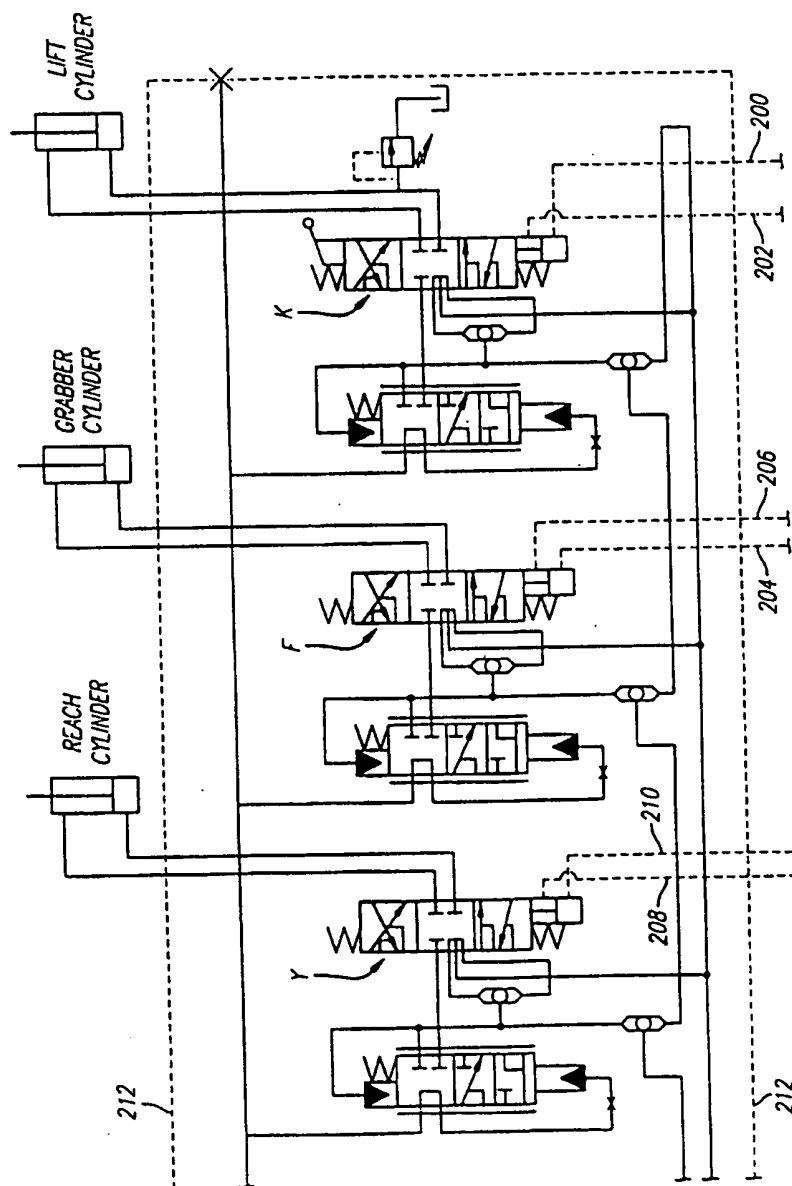 LIFT
CYLINDER
GRABBER
CYLINDER
REACH
CYLINDER
K
F
Y
200
202
206
204
210
208
212
212